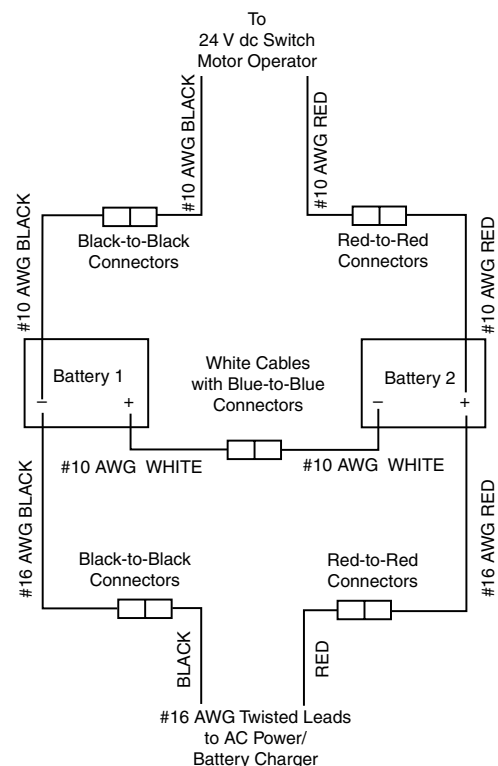 To
24 V dc Switch
Motor Operator
#10 AWG BLACK
#10 AWG RED
#10 AWG BLACK
Black-to-Black
Connectors
Red-to-Red
Connectors
#10 AWG RED
Battery 1
– +
White Cables
with Blue-to-Blue
Connectors
Battery 2
– +
#10 AWG WHITE
#10 AWG WHITE
#16 AWG BLACK
Black-to-Black
Connectors
Red-to-Red
Connectors
#16 AWG RED
BLACK
RED
#16 AWG Twisted Leads
to AC Power/
Battery Charger